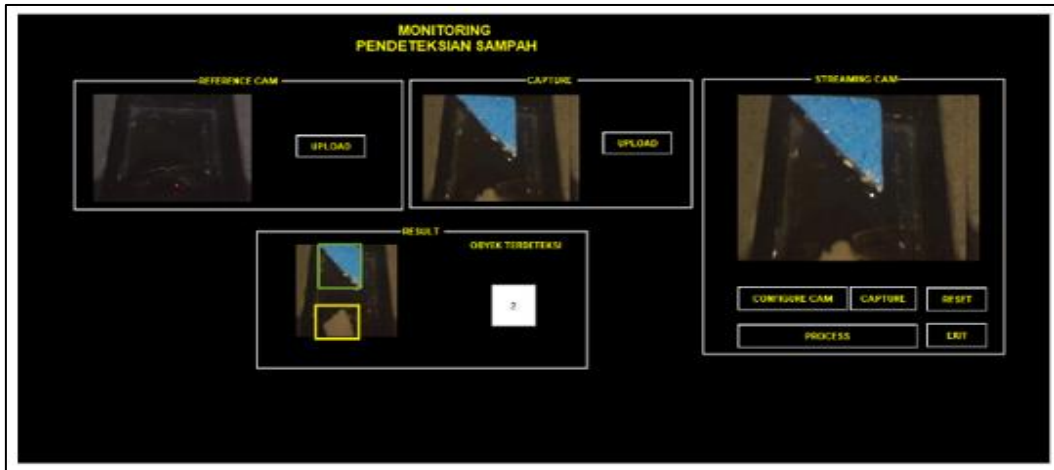 MONITORING
PENDETEKSIAN SAMPAH
REFERENCE CAM
UPLOAD
CAPTURE
UPLOAD
STREAMING CAM
CONFIGURE CAM
CAPTURE
RESET
PROCESS
EXIT
RESULT
OBYEK TERDETEKSI
2